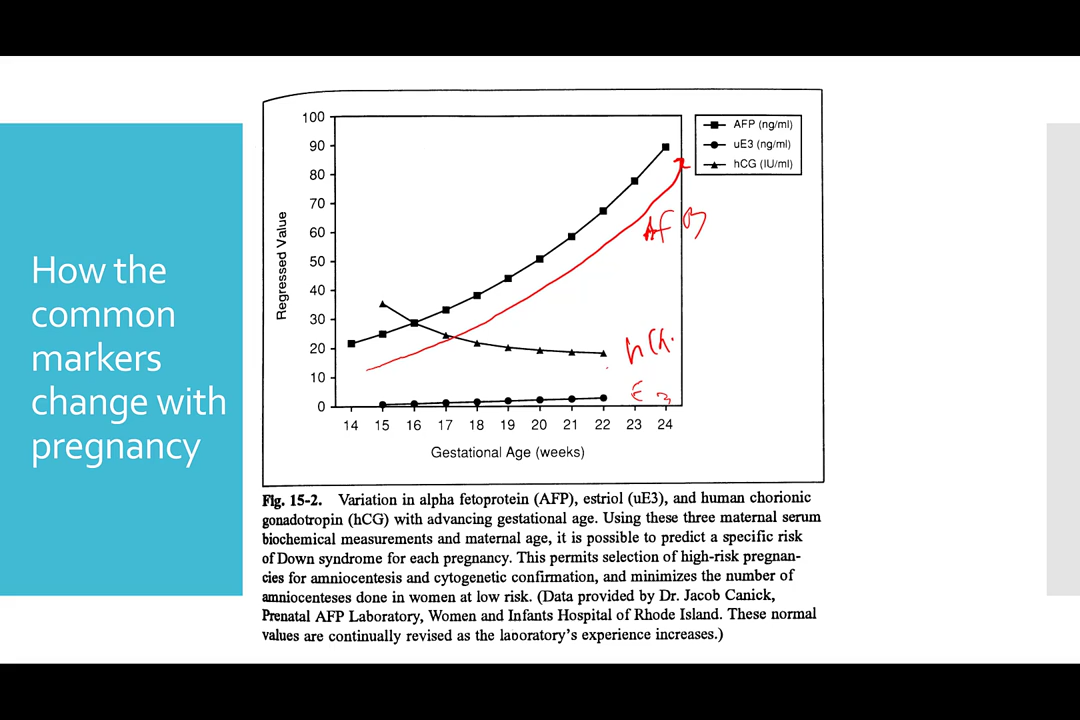 How the
common
markers
change with
pregnancy
100
90
80
70
60
50
40
30
20
10
0
Regressed Value
14 15 16 17 18 19 20 21 22 23 24
Gestational Age (weeks)
AFP (ng/ml)
uE3 (ng/ml)
hCG (IU/ml)
hCG
E3
Fig. 15-2. Variation in alpha fetoprotein (AFP), estriol (uE3), and human chorionic
gonadotropin (hCG) with advancing gestational age. Using these three maternal serum
biochemical measurements and maternal age, it is possible to predict a specific risk
of Down syndrome for each pregnancy. This permits selection of high-risk pregnan-
cies for amniocentesis and cytogenetic confirmation, and minimizes the number of
amniocenteses done in women at low risk. (Data provided by Dr. Jacob Canick,
Prenatal AFP Laboratory, Women and Infants Hospital of Rhode Island. These normal
values are continually revised as the laboratory's experience increases.)